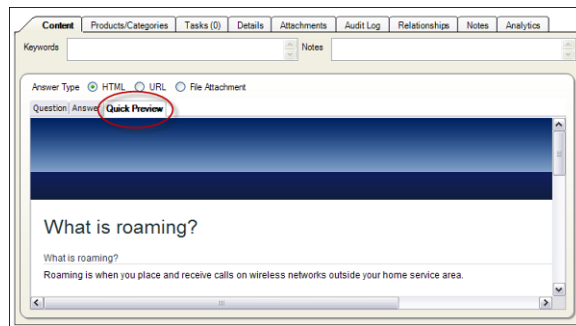 Content Products/Categories Tasks (0) Details Attachments Audit Log Relationships Notes Analytics
Keywords Notes
Answer Type HTML URL File Attachment
Question Answer Quick Preview
What is roaming?
What is roaming?
Roaming is when you place and receive calls on wireless networks outside your home service area.